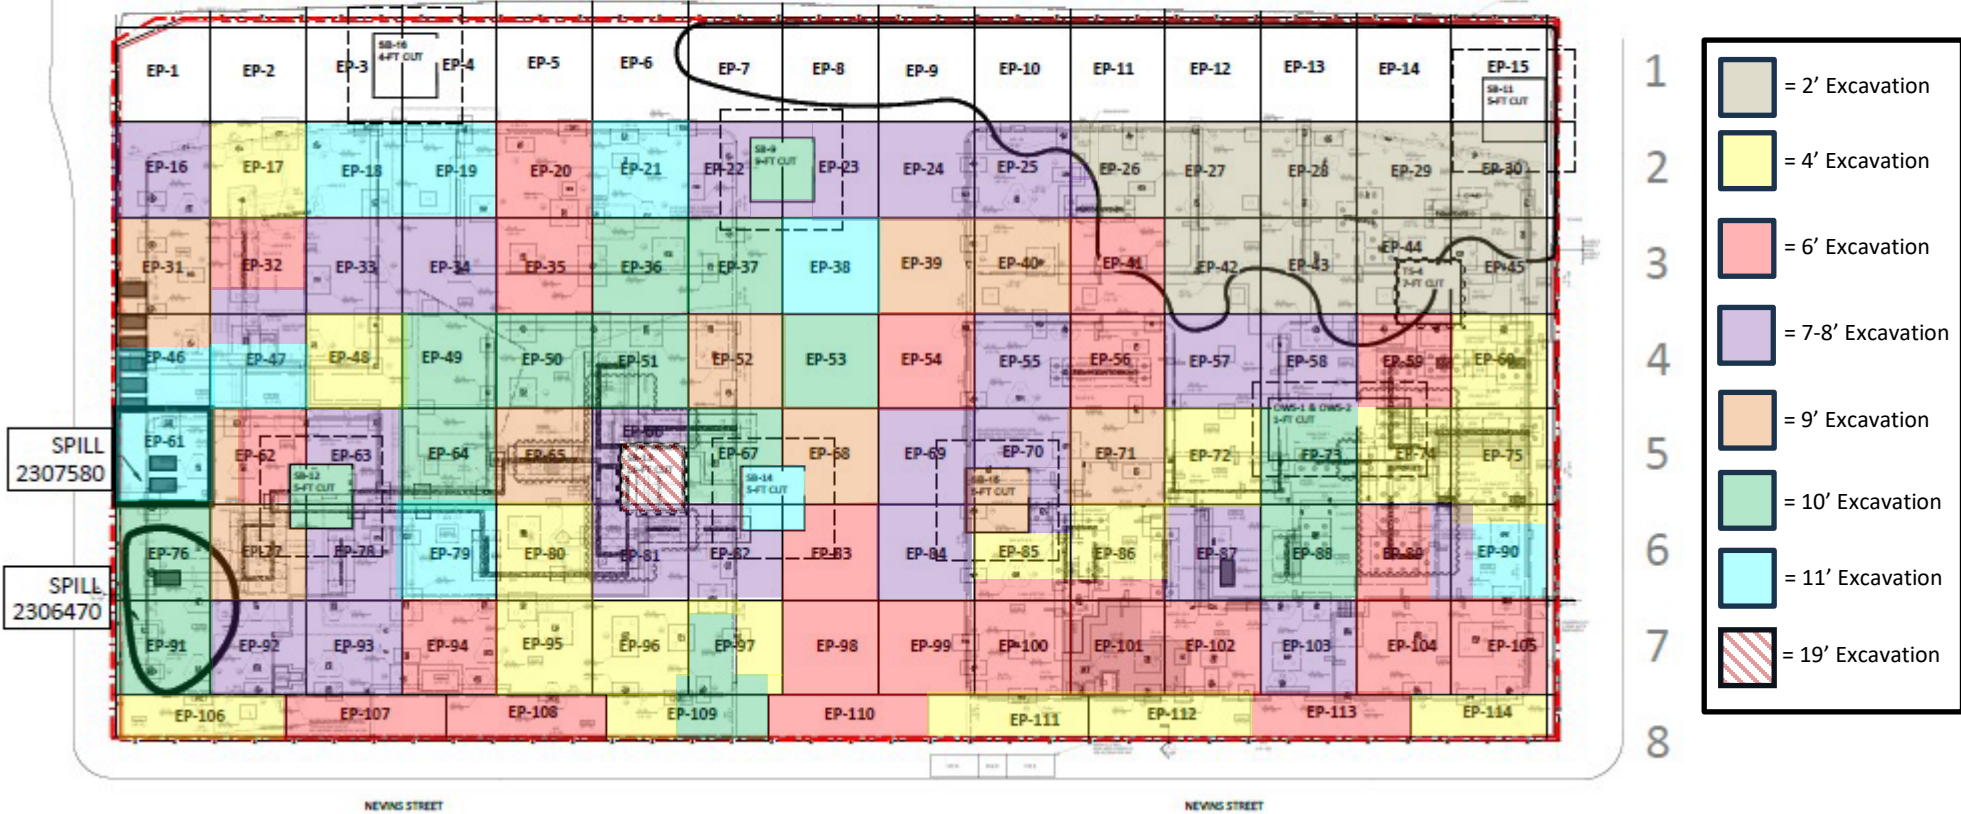 EP-1 EP-2 EP-3 EP-4 EP-5 EP-6 EP-7 EP-8 EP-9 EP-10 EP-11 EP-12 EP-13 EP-14 EP-15
SB-16
4-FT CUT
SB-11
5-FT CUT
1
EP-16 EP-17 EP-18 EP-19 EP-20 EP-21 EP-22 EP-23 EP-24 EP-25 EP-26 EP-27 EP-28 EP-29 EP-30
SB-9
9-FT CUT
2
EP-31 EP-32 EP-33 EP-34 EP-35 EP-36 EP-37 EP-38 EP-39 EP-40 EP-41 EP-42 EP-43 EP-44 EP-45
TS-4
7-FT CUT
3
EP-46 EP-47 EP-48 EP-49 EP-50 EP-51 EP-52 EP-53 EP-54 EP-55 EP-56 EP-57 EP-58 EP-59 EP-60
4
OWS-1 & OWS-2
1-FT CUT
EP-61 EP-62 EP-63 EP-64 EP-65 EP-66 EP-67 EP-68 EP-69 EP-70 EP-71 EP-72 EP-73 EP-74 EP-75
SB-12
5-FT CUT
SB-14
5-FT CUT
SB-15
5-FT CUT
5
SPILL
2307580
EP-76 EP-77 EP-78 EP-79 EP-80 EP-81 EP-82 EP-83 EP-84 EP-85 EP-86 EP-87 EP-88 EP-89 EP-90
6
SPILL
2306470
EP-91 EP-92 EP-93 EP-94 EP-95 EP-96 EP-97 EP-98 EP-99 EP-100 EP-101 EP-102 EP-103 EP-104 EP-105
7
EP-106 EP-107 EP-108 EP-109 EP-110 EP-111 EP-112 EP-113 EP-114
8
NEVINS STREET NEVINS STREET
= 2' Excavation
= 4' Excavation
= 6' Excavation
= 7-8' Excavation
= 9' Excavation
= 10' Excavation
= 11' Excavation
= 19' Excavation